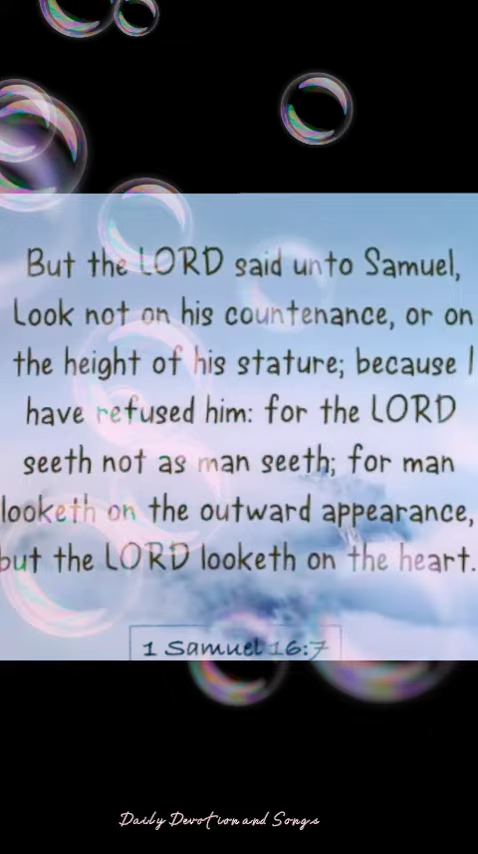 But the LORD said unto Samuel,
Look not on his countenance, or on
the height of his stature; because I
have refused him: for the LORD
seeth not as man seeth; for man
looketh on the outward appearance,
but the LORD looketh on the heart.
1 Samuel 16:7
Daily Devotion and Songs